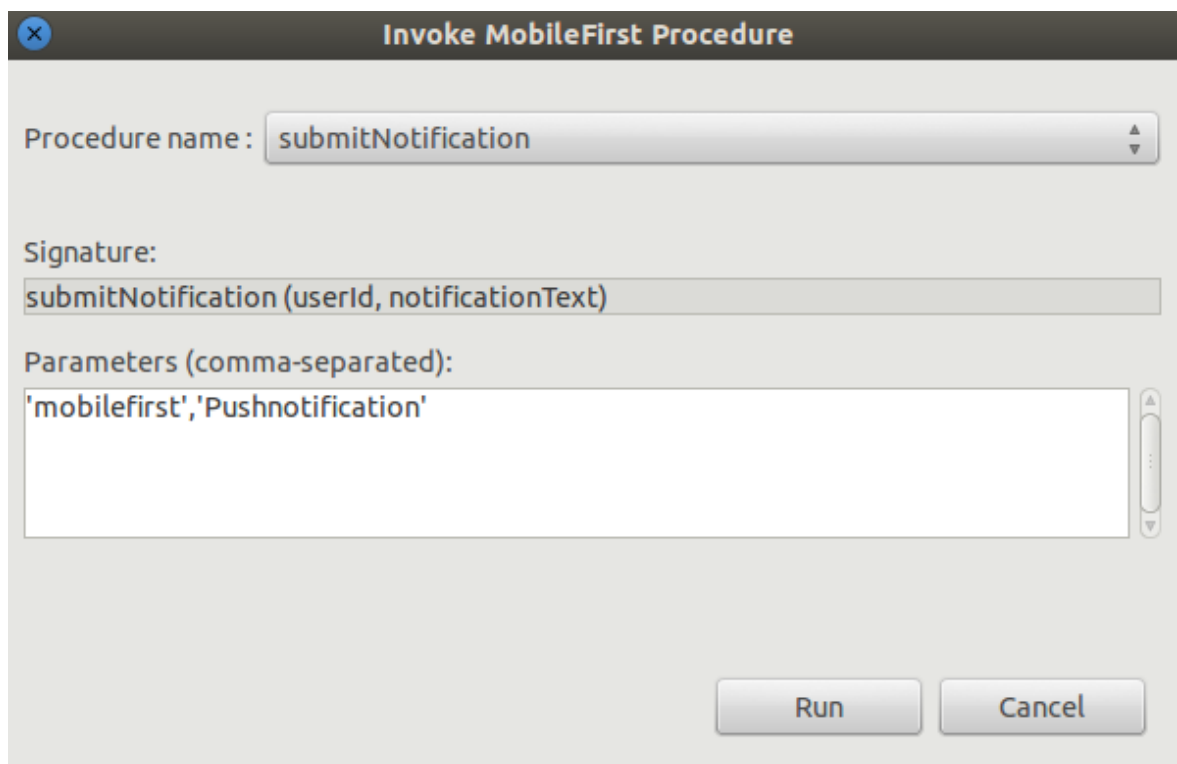 Invoke MobileFirst Procedure
Procedure name : submitNotification
Signature:
submitNotification (userId, notificationText)
Parameters (comma-separated):
'mobilefirst','Pushnotification'
Run Cancel